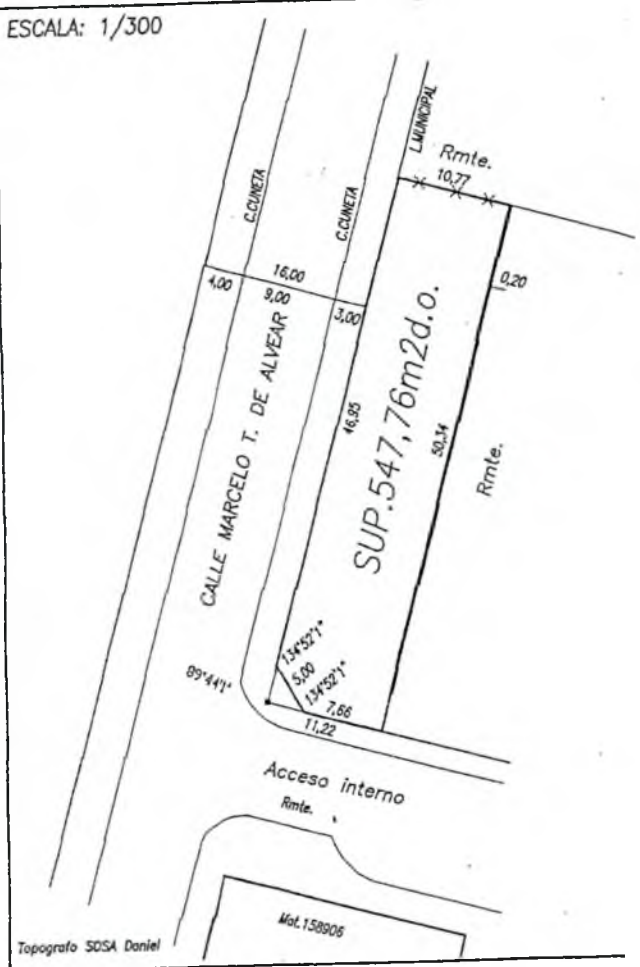 ESCALA: 1/300
L.MUNICIPAL
Rmte.
10,77
C.CUNETA
C.CUNETA
16,00
4,00
9,00
3,00
0,20
CALLE MARCELO T. DE ALVEAR
46,95
SUP.547,76m2d.o.
50,34
Rmte.
134°52'1"
5,00
134°52'1"
89°44'1"
7,66
11,22
Acceso interno
Rmte.
Mat.158906
Topografo SOSA Daniel